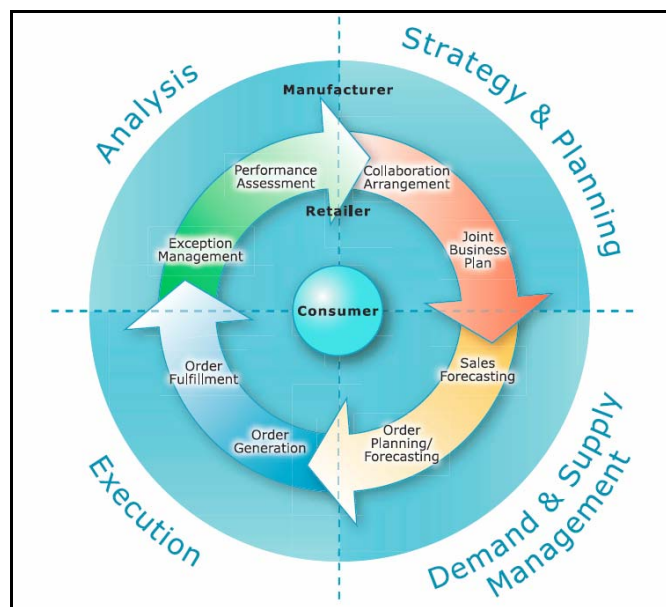 Analysis
Strategy & Planning
Manufacturer
Performance
Assessment
Collaboration
Arrangement
Retailer
Exception
Management
Joint
Business
Plan
Consumer
Order
Fulfillment
Sales
Forecasting
Order
Generation
Order
Planning/
Forecasting
Execution
Demand & Supply
Management